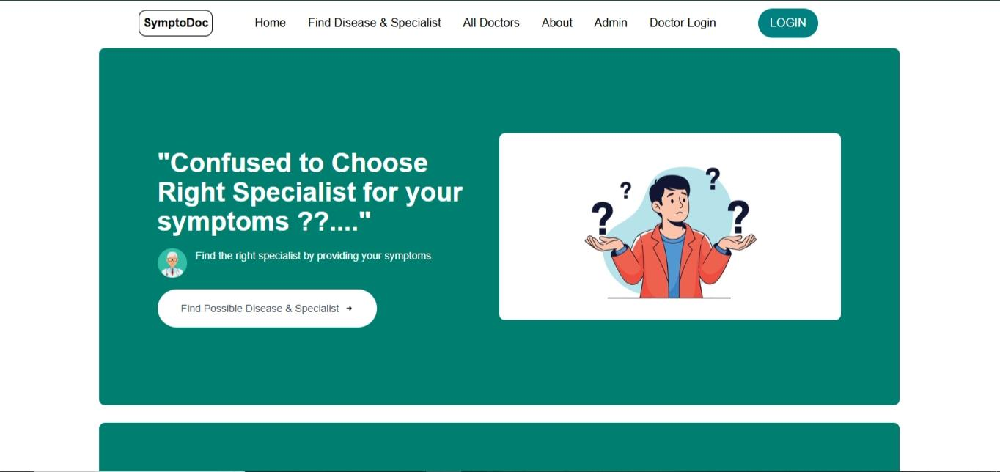 SymptoDoc
Home
Find Disease & Specialist
All Doctors
About
Admin
Doctor Login
LOGIN
"Confused to Choose
Right Specialist for your
symptoms ??...."
? ? ? ?
Find the right specialist by providing your symptoms.
Find Possible Disease & Specialist ➜